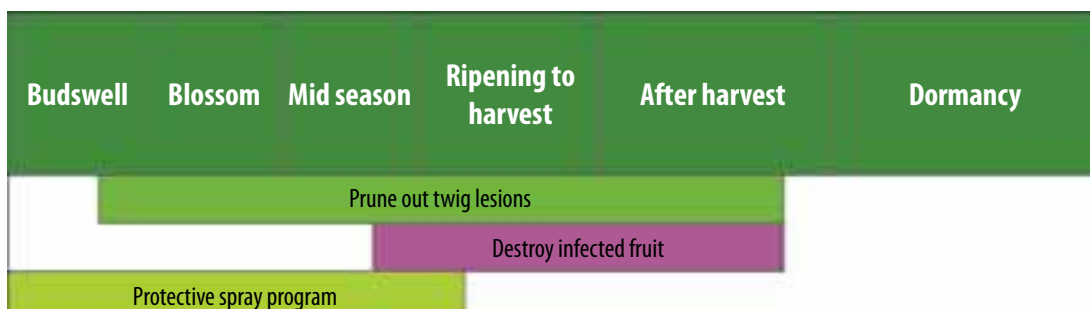 Budswell
Blossom
Mid season
Ripening to
harvest
After harvest
Dormancy
Prune out twig lesions
Destroy infected fruit
Protective spray program